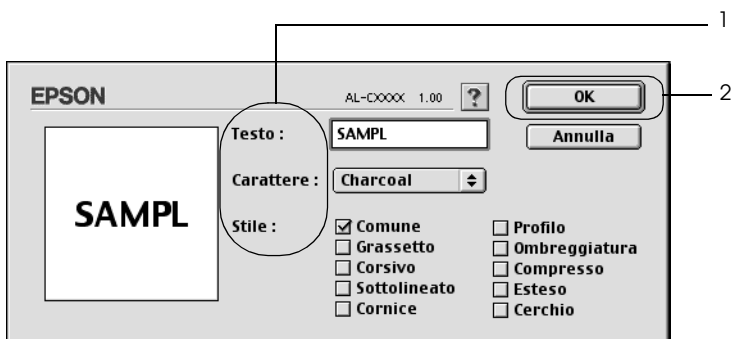 1
EPSON
AL-CXXXX 1.00 ? OK 2
Testo : SAMPL Annulla
Carattere : Charcoal
SAMPL
Stile : Comune Profilo
Grassetto Ombreggiatura
Corsivo Compresso
Sottolineato Esteso
Cornice Cerchio